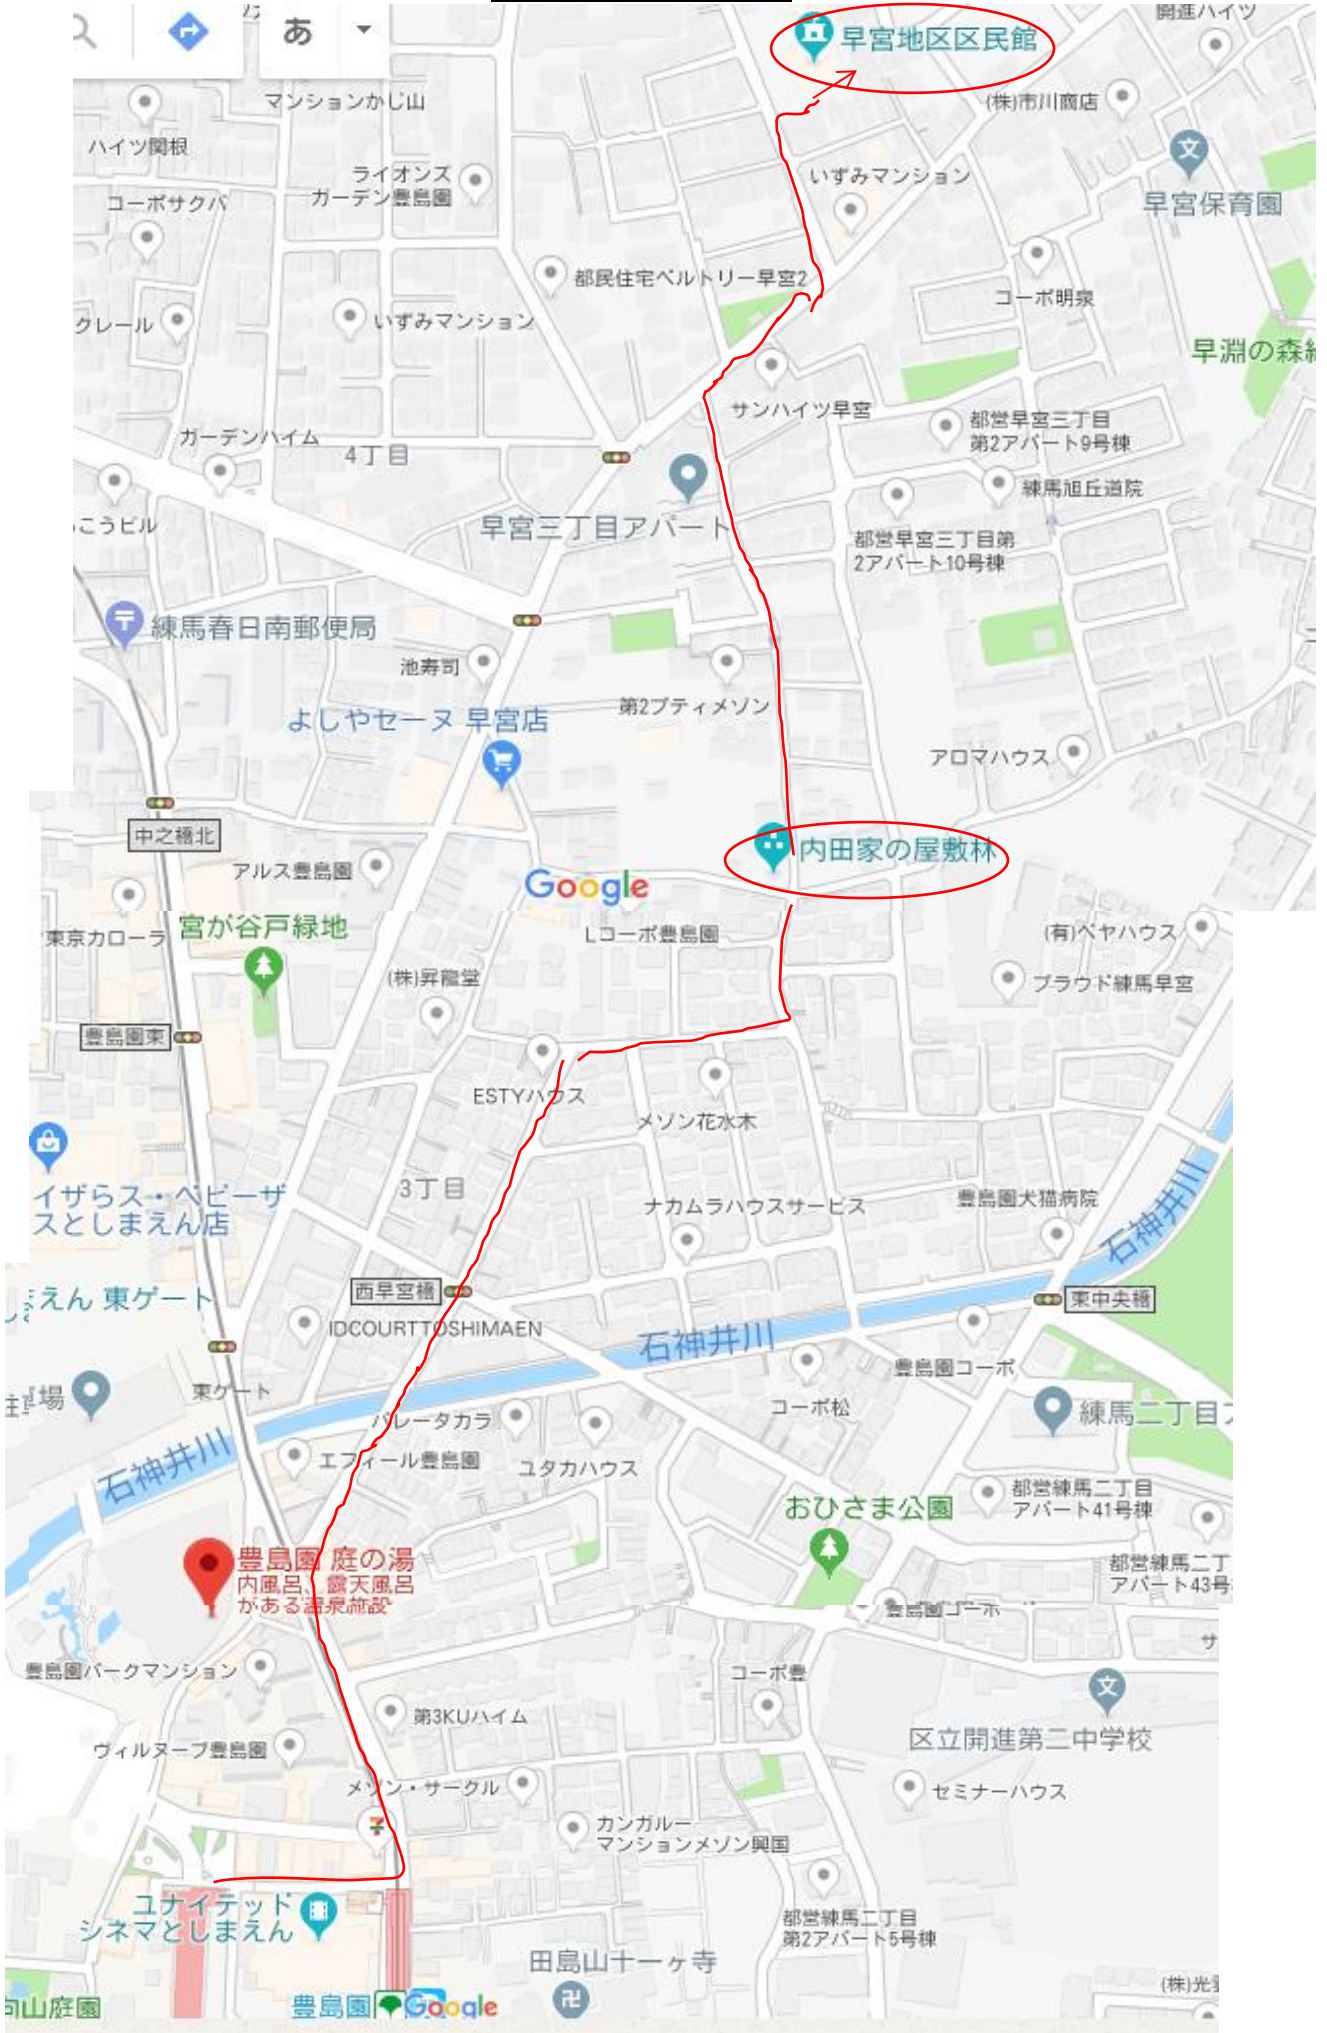 あ
早宮地区区民館
開進ハイツ
マンションかじ山
(株)市川商店
ハイツ関根
ライオンズ
ガーデン豊島園
いずみマンション
コーポサクバ
早宮保育園
都民住宅ベルトリー早宮2
コーポ明泉
クレール
いずみマンション
早淵の森緑
サンハイツ早宮
都営早宮三丁目
第2アパート9号棟
ガーデンハイム
4丁目
練馬旭丘道院
こうビル
早宮三丁目アパート
都営早宮三丁目第
2アパート10号棟
練馬春日南郵便局
池寿司
第2プティメゾン
よしやセーヌ 早宮店
アロマハウス
中之橋北
内田家の屋敷林
アルス豊島園
Google
東京カローラ
宮が谷戸緑地
Lコーポ豊島園
(有)ベヤハウス
(株)昇龍堂
プラウド練馬早宮
豊島園東
ESTYハウス
メゾン花水木
イザらス・ベビーザ
スとしまえん店
3丁目
ナカムラハウスサービス
豊島園犬猫病院
石神井川
えん 東ゲート
西早宮橋
東中央橋
IDCOURTTOSHIMAEN
石神井川
豊島園コーポ
東ゲート
場
バレータカラ
コーポ松
練馬二丁目
石神井川
エフィール豊島園
ユタカハウス
都営練馬二丁目
アパート41号棟
おひさま公園
豊島園 庭の湯
内風呂、露天風呂
がある温泉施設
都営練馬二丁
アパート43号
豊島園コーポ
サ
豊島園パークマンション
コーポ豊
第3KUハイム
区立開進第二中学校
ヴィルヌーブ豊島園
メゾン・サークル
セミナーハウス
カンガルー
マンションメゾン興国
ユナイテッド
シネマとしまえん
都営練馬二丁目
第2アパート5号棟
田島山十一ヶ寺
向山庭園
豊島園
Google